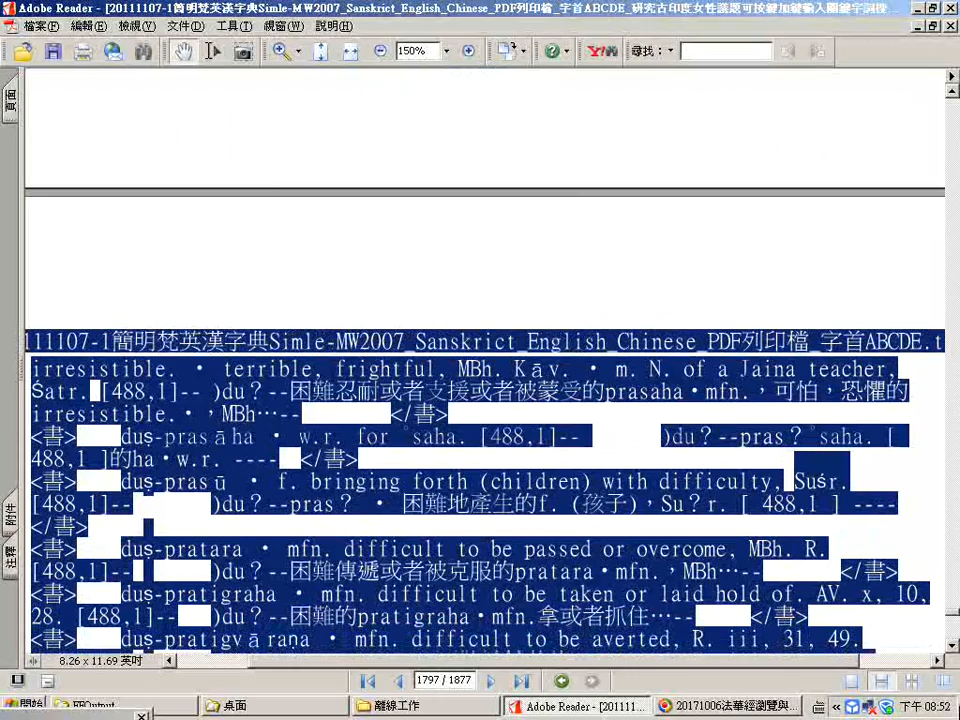 Adobe Reader - [20111107-1簡明梵英漢字典Simle-MW2007_Sanskrict_English_Chinese_PDF列印檔_字首ABCDE_研究古印度女性議題可按鍵加鍵輸入關鍵字詞搜
檔案(F) 編輯(E) 檢視(V) 文件(D) 工具(T) 視窗(W) 說明(H)
150% Y! 尋找:
頁面
111107-1簡明梵英漢字典Simle-MW2007_Sanskrict_English_Chinese_PDF列印檔_字首ABCDE.t
irresistible. • terrible, frightful, MBh. Kāv. • m. N. of a Jaina teacher,
Śatr. [488,1]-- )du？--困難忍耐或者支援或者被蒙受的prasaha•mfn.，可怕，恐懼的
irresistible.•，MBh…-- </書>
<書> duṣ-prasāha • w.r. for °saha. [488,1]-- )du？--pras？°saha. [
488,1 ]的ha•w.r. ---- </書>
<書> duṣ-prasū • f. bringing forth (children) with difficulty, Suśr.
[488,1]-- )du？--pras？ • 困難地產生的f. (孩子)，Su？r. [ 488,1 ] ----
</書>
<書> duṣ-pratara • mfn. difficult to be passed or overcome, MBh. R.
[488,1]-- )du？--困難傳遞或者被克服的pratara•mfn.，MBh…-- </書>
<書> duṣ-pratigraha • mfn. difficult to be taken or laid hold of. AV. x, 10,
28. [488,1]-- )du？--困難的pratigraha•mfn.拿或者抓住…-- </書>
<書> duṣ-pratigvāraṇa • mfn. difficult to be averted, R. iii, 31, 49.
附件
注釋
8.26 x 11.69 英吋
1797 / 1877
開始 FFOutput 桌面 離線工作 Adobe Reader - [201111... 20171006法華經瀏覽與... 下午 08:52